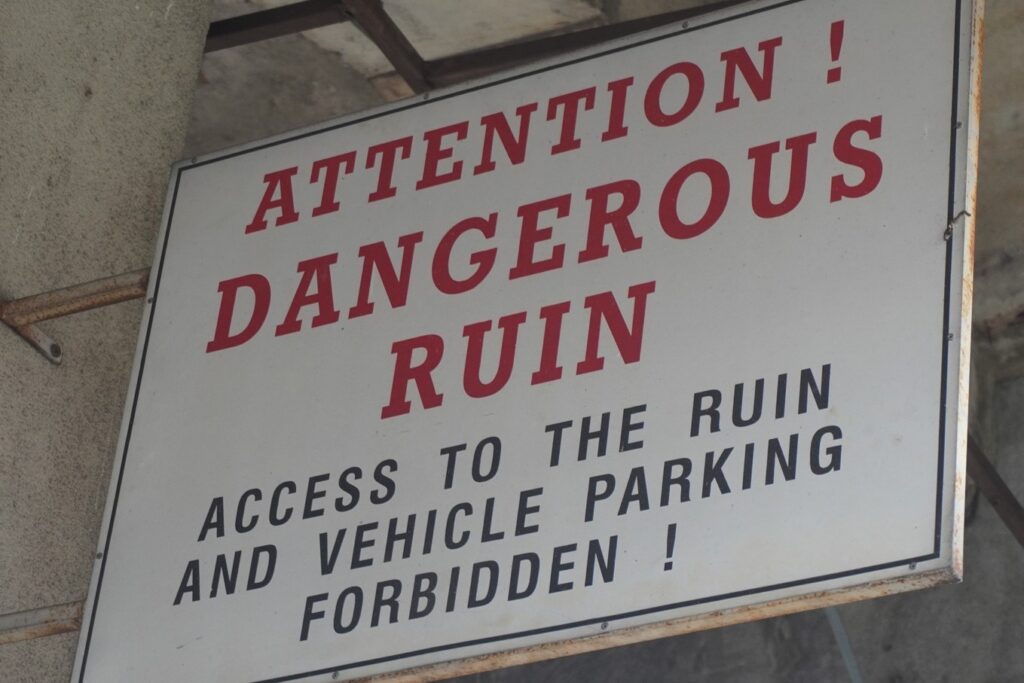 ATTENTION !
DANGEROUS
RUIN
ACCESS TO THE RUIN
AND VEHICLE PARKING
FORBIDDEN !